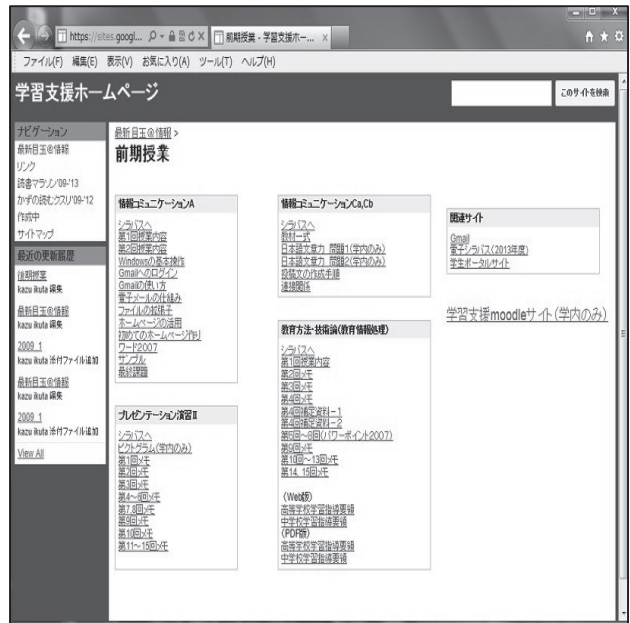 https://sites.googl...
前期授業 - 学習支援ホー...
ファイル(F) 編集(E) 表示(V) お気に入り(A) ツール(T) ヘルプ(H)
学習支援ホームページ
このサイトを検索
ナビゲーション
最新目玉@情報
リンク
読書マラソン'09-'13
かずの読むクスリ'09-'12
作成中
サイトマップ
最近の更新履歴
後期授業
kazu ikuta 編集
最新目玉@情報
kazu ikuta 編集
2009_1
kazu ikuta 添付ファイル追加
最新目玉@情報
kazu ikuta 編集
2009_1
kazu ikuta 添付ファイル追加
View All
最新目玉@情報 >
前期授業
情報コミュニケーションA
シラバスへ
第1回授業内容
第2回授業内容
Windowsの基本操作
Gmailへのログイン
Gmailの使い方
電子メールの仕組み
ファイルの拡張子
ホームページの活用
初めてのホームページ作り
ワード2007
サンプル
最終課題
プレゼンテーション演習Ⅱ
シラバスへ
ピクトグラム(学内のみ)
第1回メモ
第2回メモ
第3回メモ
第4~6回メモ
第7,8回メモ
第9回メモ
第10回メモ
第11~15回メモ
情報コミュニケーションCa,Cb
シラバスへ
教材一式
日本語文章力 問題1(学内のみ)
日本語文章力 問題2(学内のみ)
投稿文の作成手順
連接関係
教育方法・技術論(教育情報処理)
シラバスへ
第1回授業内容
第2回メモ
第3回メモ
第4回メモ
第4回補足資料-1
第4回補足資料-2
第5回~8回(パワーポイント2007)
第9回メモ
第10回~13回メモ
第14,15回メモ
(Web版)
高等学校学習指導要領
中学校学習指導要領
(PDF版)
高等学校学習指導要領
中学校学習指導要領
関連サイト
Gmail
電子シラバス(2013年度)
学生ポータルサイト
学習支援moodleサイト(学内のみ)